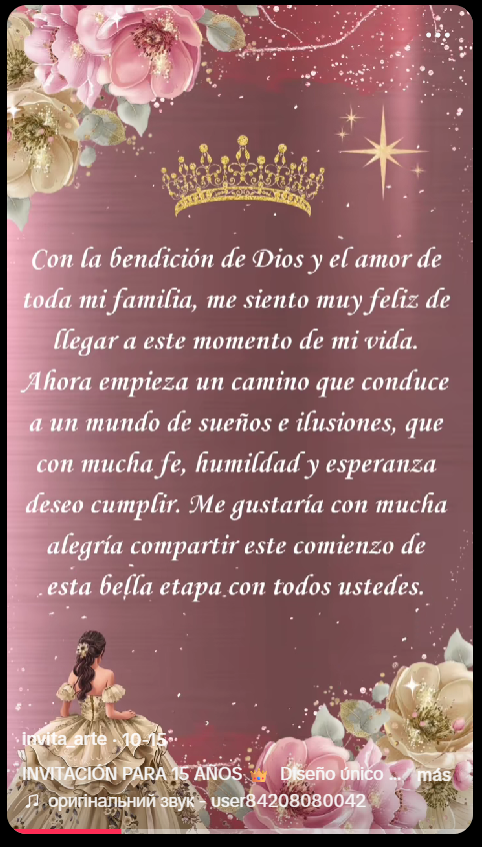 Con la bendición de Dios y el amor de
toda mi familia, me siento muy feliz de
llegar a este momento de mi vida.
Ahora empieza un camino que conduce
a un mundo de sueños e ilusiones, que
con mucha fe, humildad y esperanza
deseo cumplir. Me gustaría con mucha
alegría compartir este comienzo de
esta bella etapa con todos ustedes.
invita_arte · 10-15
INVITACIÓN PARA 15 AÑOS 👑 Diseño único ... más
♫ оригінальний звук - user84208080042